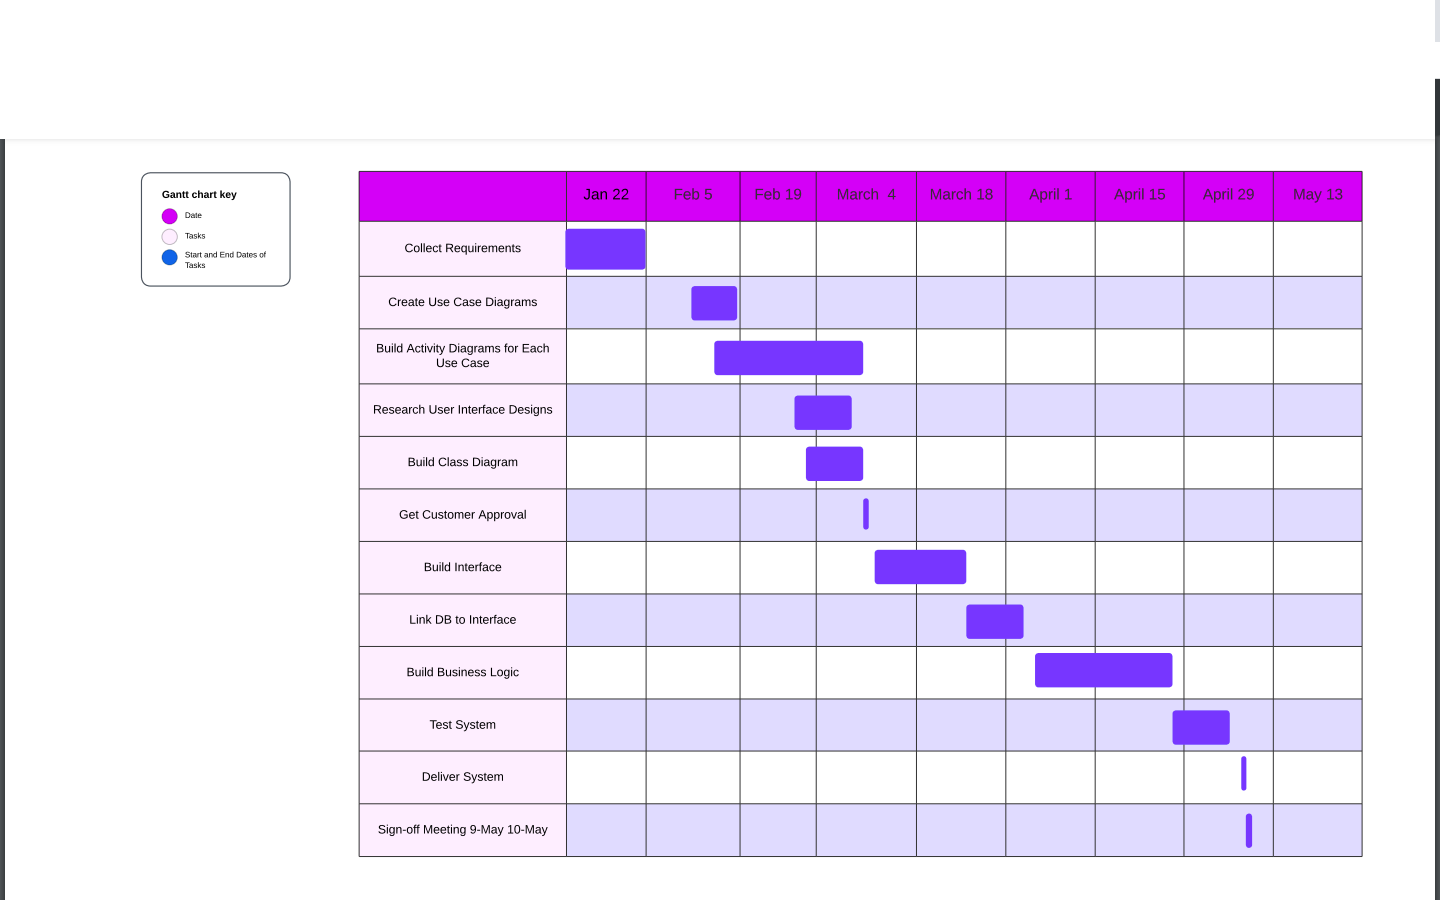 Gantt chart key
Date
Tasks
Start and End Dates of
Tasks
Jan 22
Feb 5
Feb 19
March  4
March 18
April 1
April 15
April 29
May 13
Collect Requirements
Create Use Case Diagrams
Build Activity Diagrams for Each
Use Case
Research User Interface Designs
Build Class Diagram
Get Customer Approval
Build Interface
Link DB to Interface
Build Business Logic
Test System
Deliver System
Sign-off Meeting 9-May 10-May